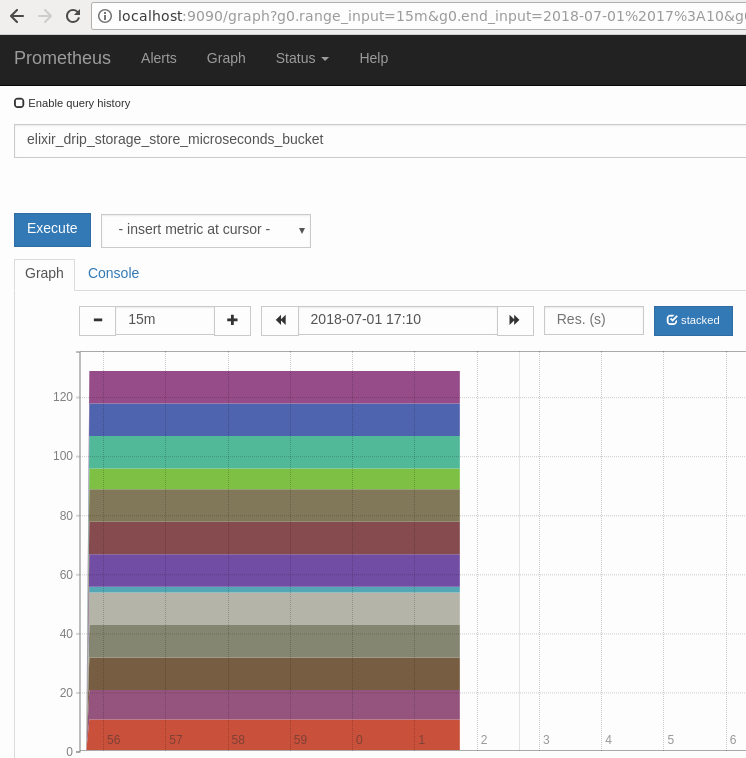 localhost:9090/graph?g0.range_input=15m&g0.end_input=2018-07-01%2017%3A10&g
Prometheus Alerts Graph Status Help
Enable query history
elixir_drip_storage_store_microseconds_bucket
Execute - insert metric at cursor -
Graph Console
15m 2018-07-01 17:10 Res. (s) stacked
120
100
80
60
40
20
0
56 57 58 59 0 1 2 3 4 5 6